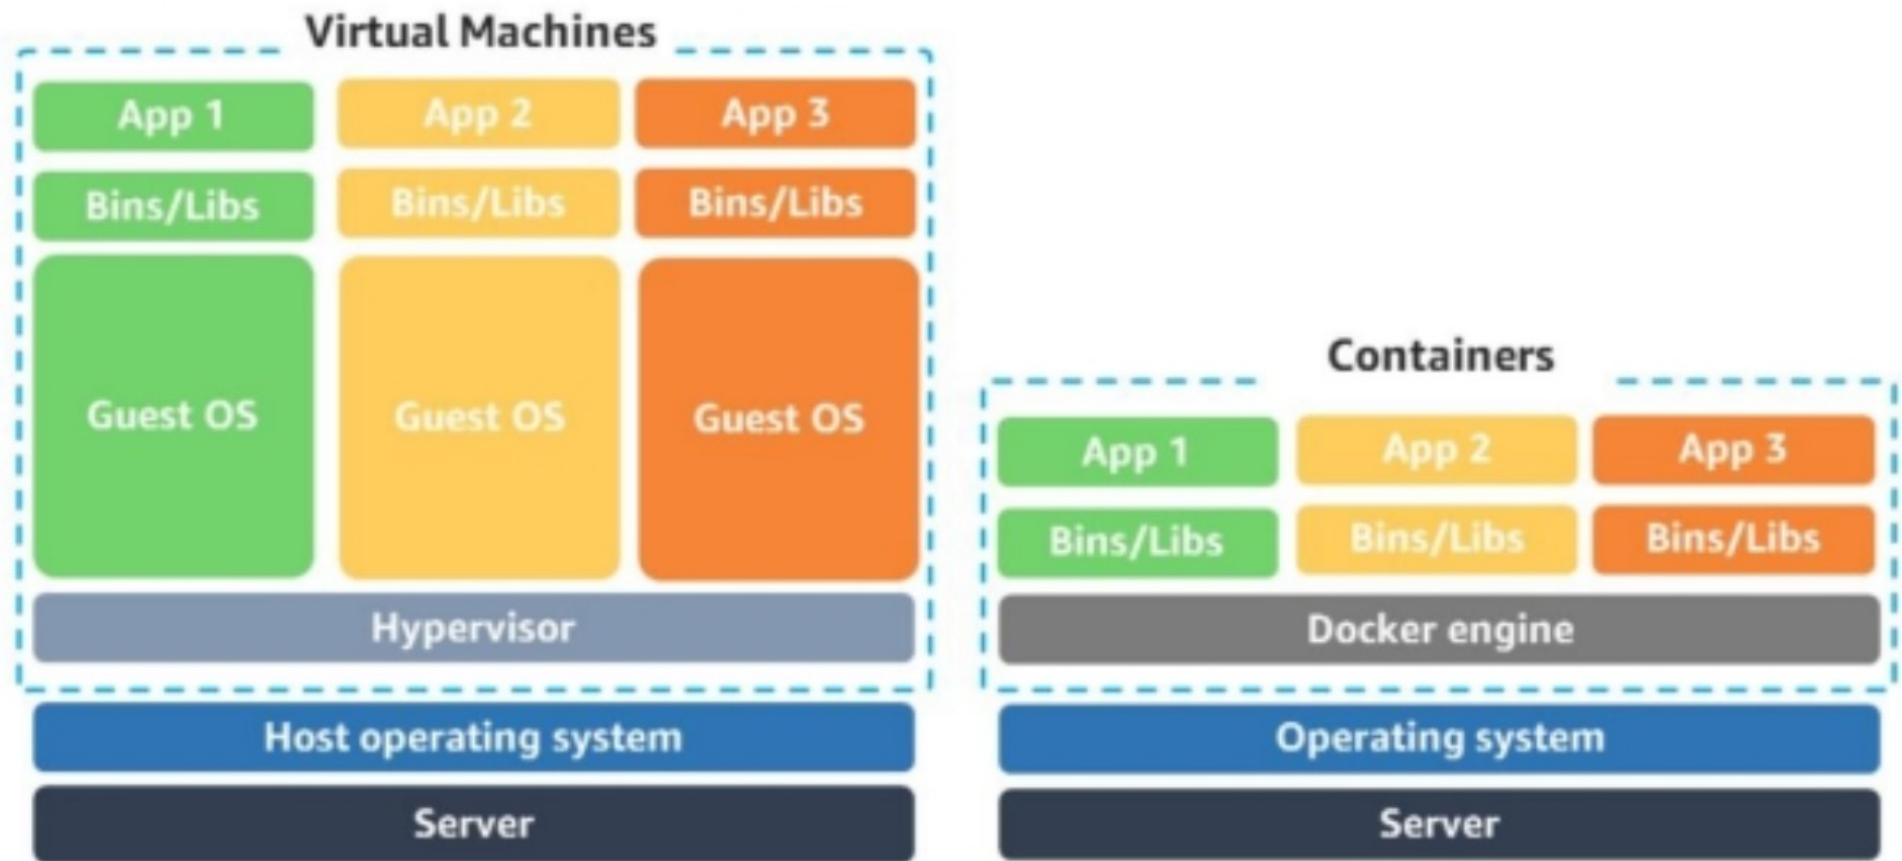 Virtual Machines
App 1
App 2
App 3
Bins/Libs
Bins/Libs
Bins/Libs
Guest OS
Guest OS
Guest OS
Hypervisor
Host operating system
Server
Containers
App 1
App 2
App 3
Bins/Libs
Bins/Libs
Bins/Libs
Docker engine
Operating system
Server